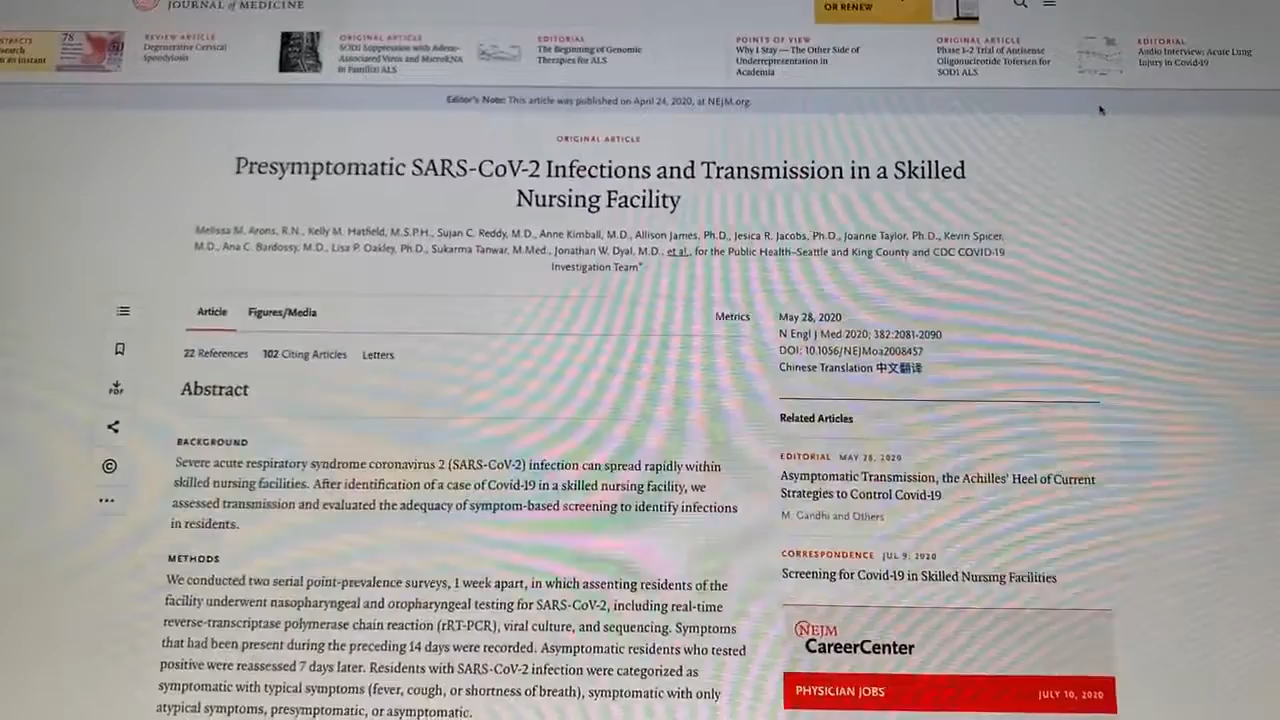 JOURNAL of MEDICINE
OR RENEW
78
REVIEW ARTICLE
Degenerative Cervical
Spondylosis
ORIGINAL ARTICLE
SOD1 Suppression with Adeno-
Associated Virus and MicroRNA
in Familial ALS
EDITORIAL
The Beginning of Genomic
Therapies for ALS
POINTS OF VIEW
Why I Stay — The Other Side of
Underrepresentation in
Academia
ORIGINAL ARTICLE
Phase 1–2 Trial of Antisense
Oligonucleotide Tofersen for
SOD1 ALS
EDITORIAL
Audio Interview: Acute Lung
Injury in Covid-19
Editor's Note: This article was published on April 24, 2020, at NEJM.org.
ORIGINAL ARTICLE
Presymptomatic SARS-CoV-2 Infections and Transmission in a Skilled
Nursing Facility
Melissa M. Arons, R.N., Kelly M. Hatfield, M.S.P.H., Sujan C. Reddy, M.D., Anne Kimball, M.D., Allison James, Ph.D., Jesica R. Jacobs, Ph.D., Joanne Taylor, Ph.D., Kevin Spicer,
M.D., Ana C. Bardossy, M.D., Lisa P. Oakley, Ph.D., Sukarma Tanwar, M.Med., Jonathan W. Dyal, M.D., et al., for the Public Health–Seattle and King County and CDC COVID-19
Investigation Team*
Article Figures/Media
Metrics
22 References 102 Citing Articles Letters
Abstract
BACKGROUND
Severe acute respiratory syndrome coronavirus 2 (SARS-CoV-2) infection can spread rapidly within
skilled nursing facilities. After identification of a case of Covid-19 in a skilled nursing facility, we
assessed transmission and evaluated the adequacy of symptom-based screening to identify infections
in residents.
METHODS
We conducted two serial point-prevalence surveys, 1 week apart, in which assenting residents of the
facility underwent nasopharyngeal and oropharyngeal testing for SARS-CoV-2, including real-time
reverse-transcriptase polymerase chain reaction (rRT-PCR), viral culture, and sequencing. Symptoms
that had been present during the preceding 14 days were recorded. Asymptomatic residents who tested
positive were reassessed 7 days later. Residents with SARS-CoV-2 infection were categorized as
symptomatic with typical symptoms (fever, cough, or shortness of breath), symptomatic with only
atypical symptoms, presymptomatic, or asymptomatic.
PDF
May 28, 2020
N Engl J Med 2020; 382:2081-2090
DOI: 10.1056/NEJMoa2008457
Chinese Translation 中文翻译
Related Articles
EDITORIAL MAY 28, 2020
Asymptomatic Transmission, the Achilles' Heel of Current
Strategies to Control Covid-19
M. Gandhi and Others
CORRESPONDENCE JUL 9, 2020
Screening for Covid-19 in Skilled Nursing Facilities
NEJM
CareerCenter
PHYSICIAN JOBS JULY 10, 2020